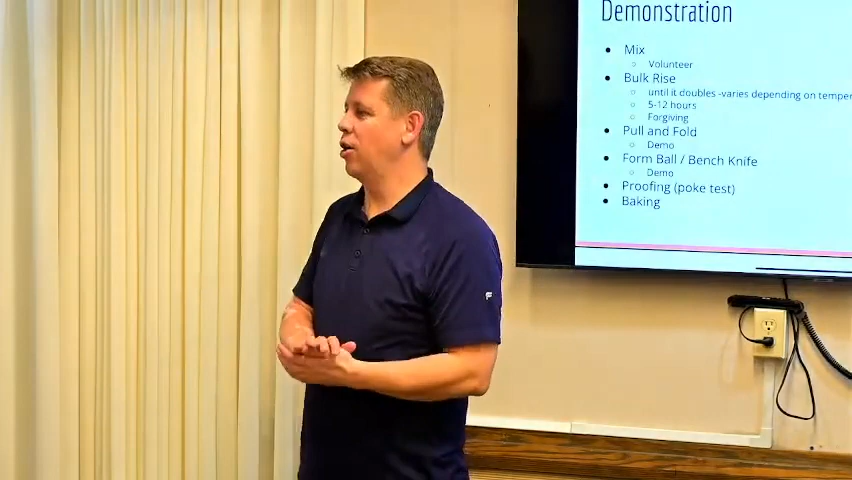 Demonstration
Mix
Volunteer
Bulk Rise
until it doubles -varies depending on
5-12 hours
Forgiving
Pull and Fold
Demo
Form Ball / Bench Knife
Demo
Proofing (poke test)
Baking